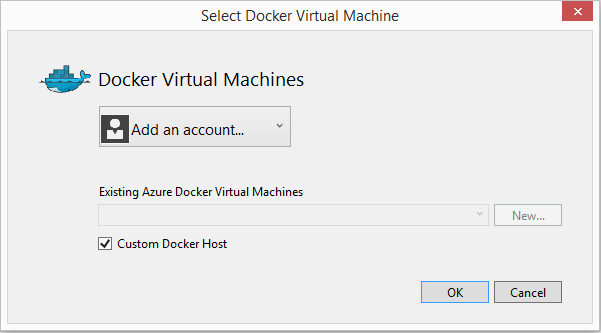 Select Docker Virtual Machine
Docker Virtual Machines
Add an account...
Existing Azure Docker Virtual Machines
New...
Custom Docker Host
OK
Cancel